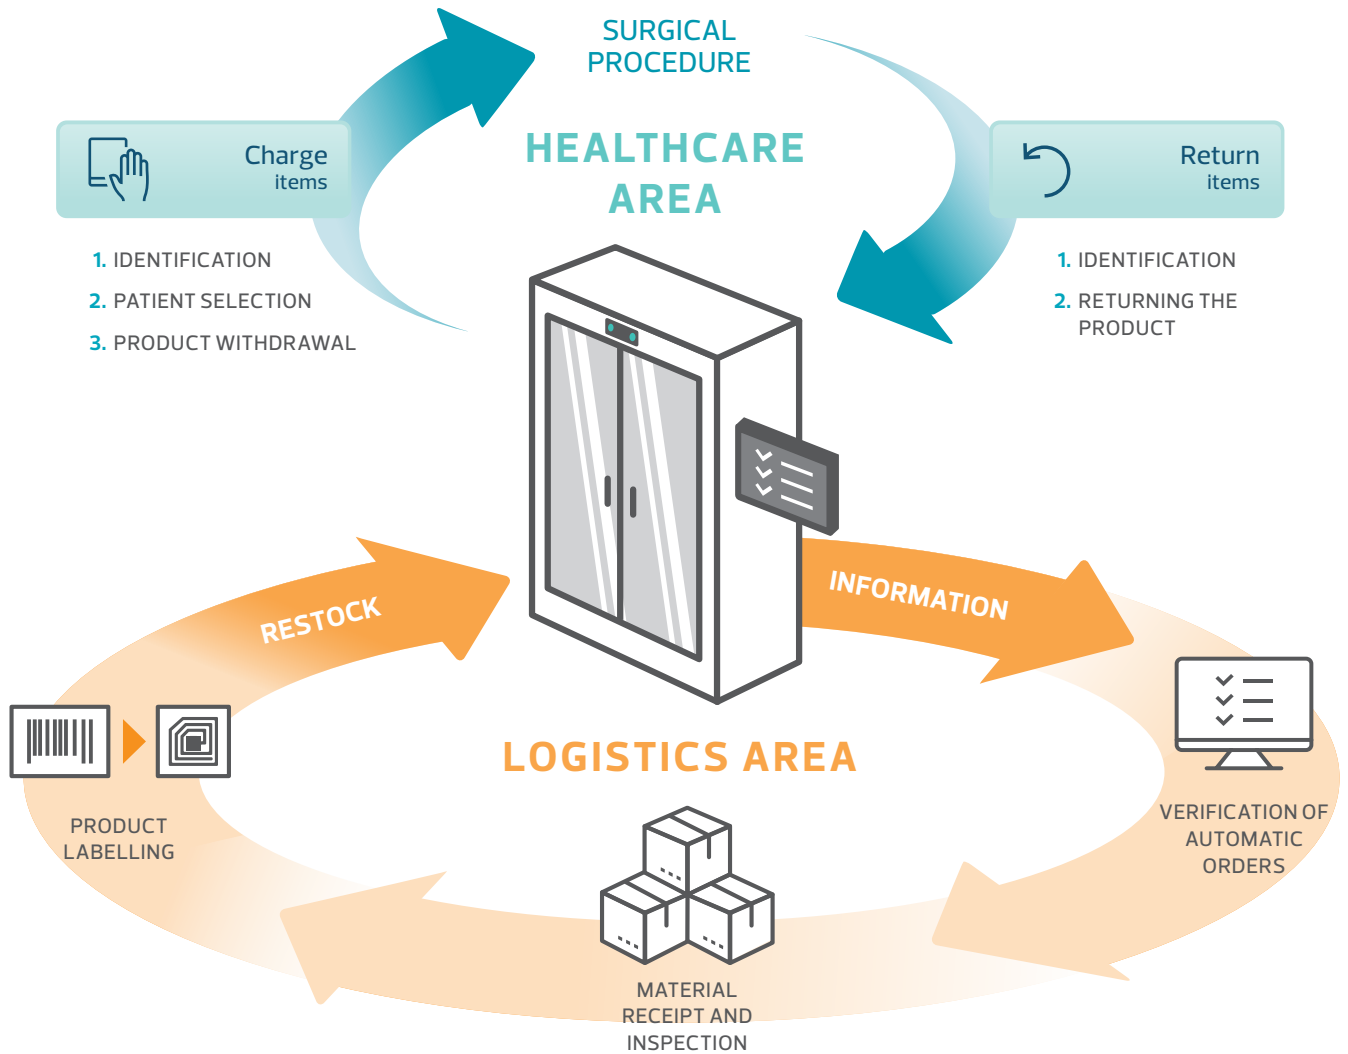 SURGICAL
PROCEDURE
HEALTHCARE
AREA
Charge
items
1. IDENTIFICATION
2. PATIENT SELECTION
3. PRODUCT WITHDRAWAL
Return
items
1. IDENTIFICATION
2. RETURNING THE
PRODUCT
RESTOCK
INFORMATION
LOGISTICS AREA
PRODUCT
LABELLING
VERIFICATION OF
AUTOMATIC
ORDERS
MATERIAL
RECEIPT AND
INSPECTION